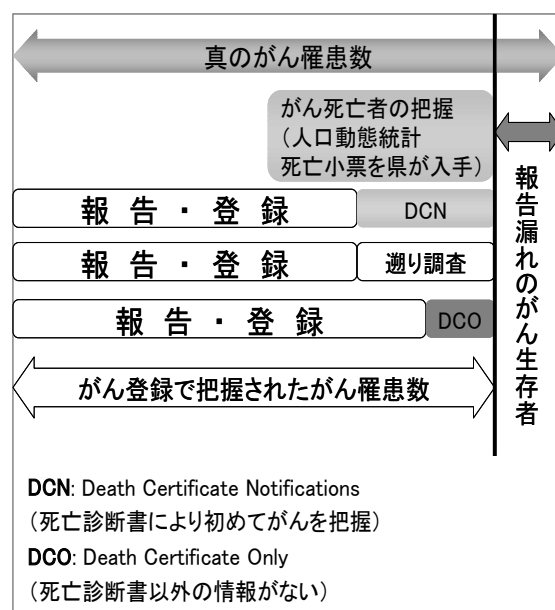 真のがん罹患数
がん死亡者の把握
（人口動態統計
死亡小票を県が入手）
報告漏れのがん生存者
報 告 ・ 登 録
DCN
報 告 ・ 登 録
遡り調査
報 告 ・ 登 録
DCO
がん登録で把握されたがん罹患数
DCN: Death Certificate Notifications
（死亡診断書により初めてがんを把握）
DCO: Death Certificate Only
（死亡診断書以外の情報がない）